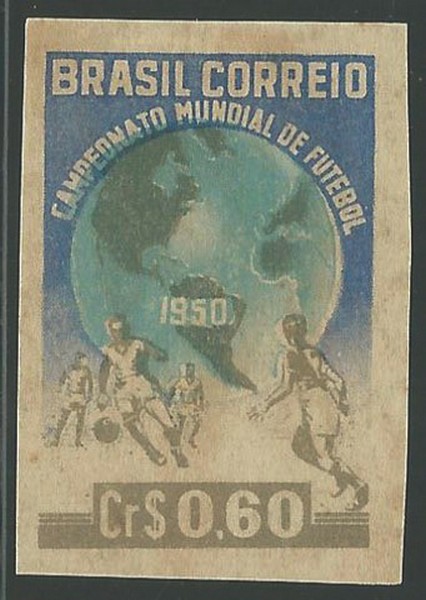 BRASIL CORREIO
CAMPEONATO MUNDIAL DE FUTEBOL
1950.
Cr$ 0,60